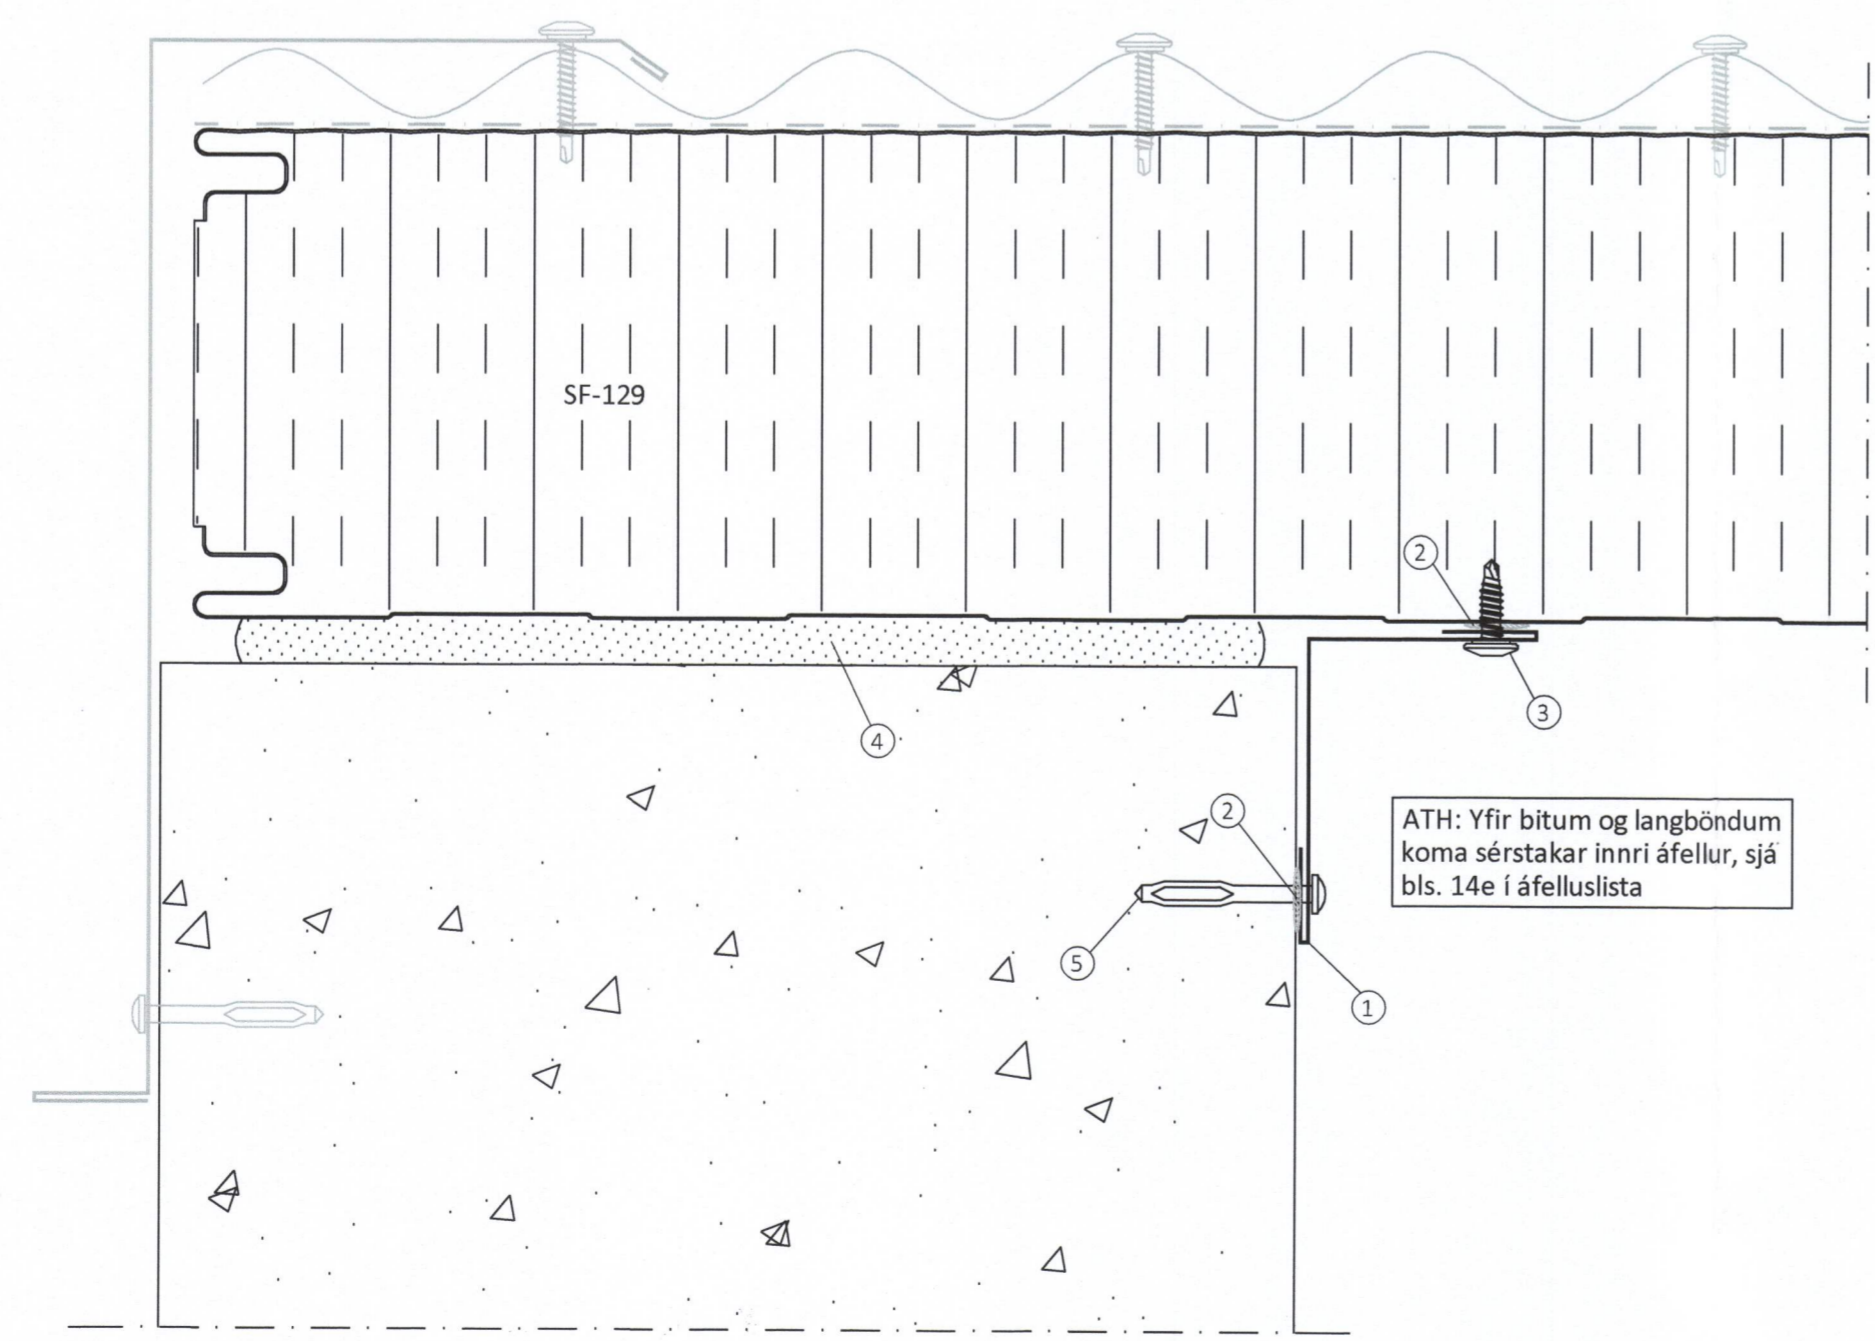 SF-129
2
3
4
2
ATH: Yfir bitum og langböndum
koma sérstakar innri áfellur, sjá
bls. 14e í áfelluslista
5
1